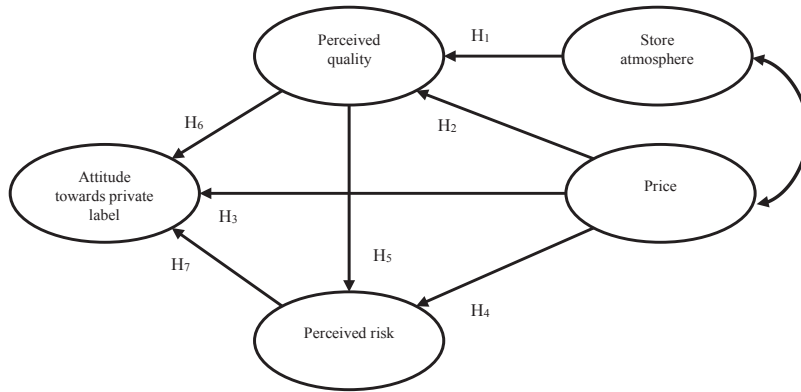 Perceived
quality
H1
Store
atmosphere
H6
H2
Attitude
towards private
label
Price
H3
H7
H5
H4
Perceived risk